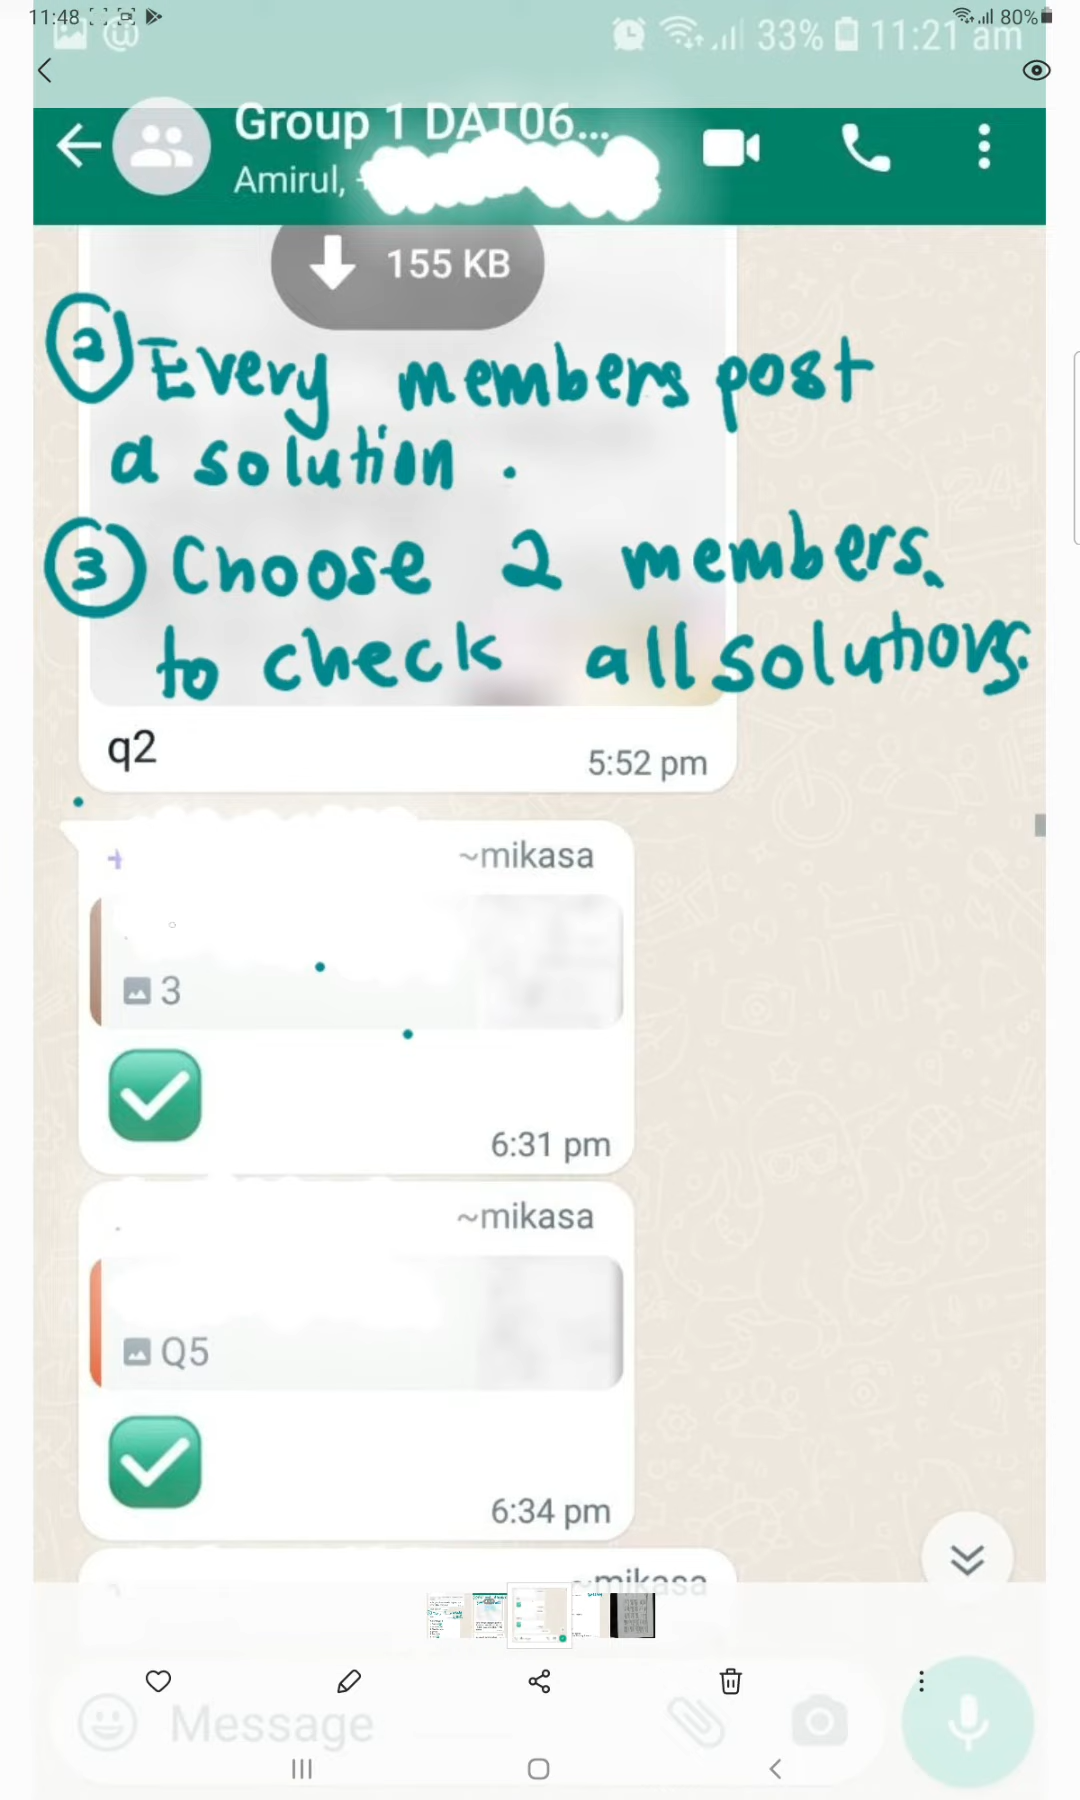 11:48
80%
33% 11:21 am
Group 1 DAT06...
Amirul,
155 KB
2 Every members post
a solution.
3 Choose 2 members.
to check all solutions.
q2
5:52 pm
~mikasa
3
6:31 pm
~mikasa
Q5
6:34 pm
~mikasa
Message